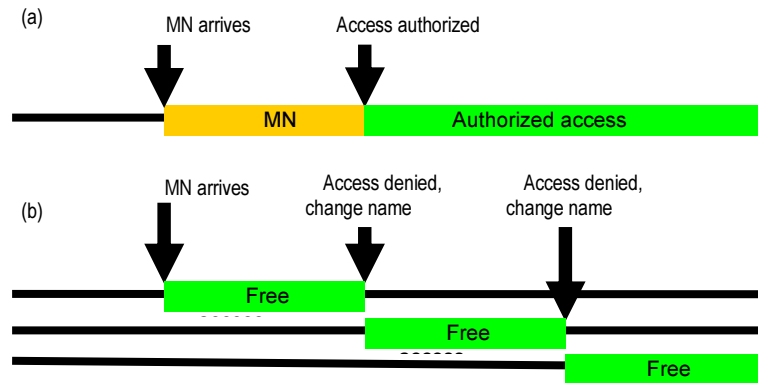 (a)
MN arrives
Access authorized
MN
Authorized access
(b)
MN arrives
Access denied,
change name
Access denied,
change name
Free
Free
Free